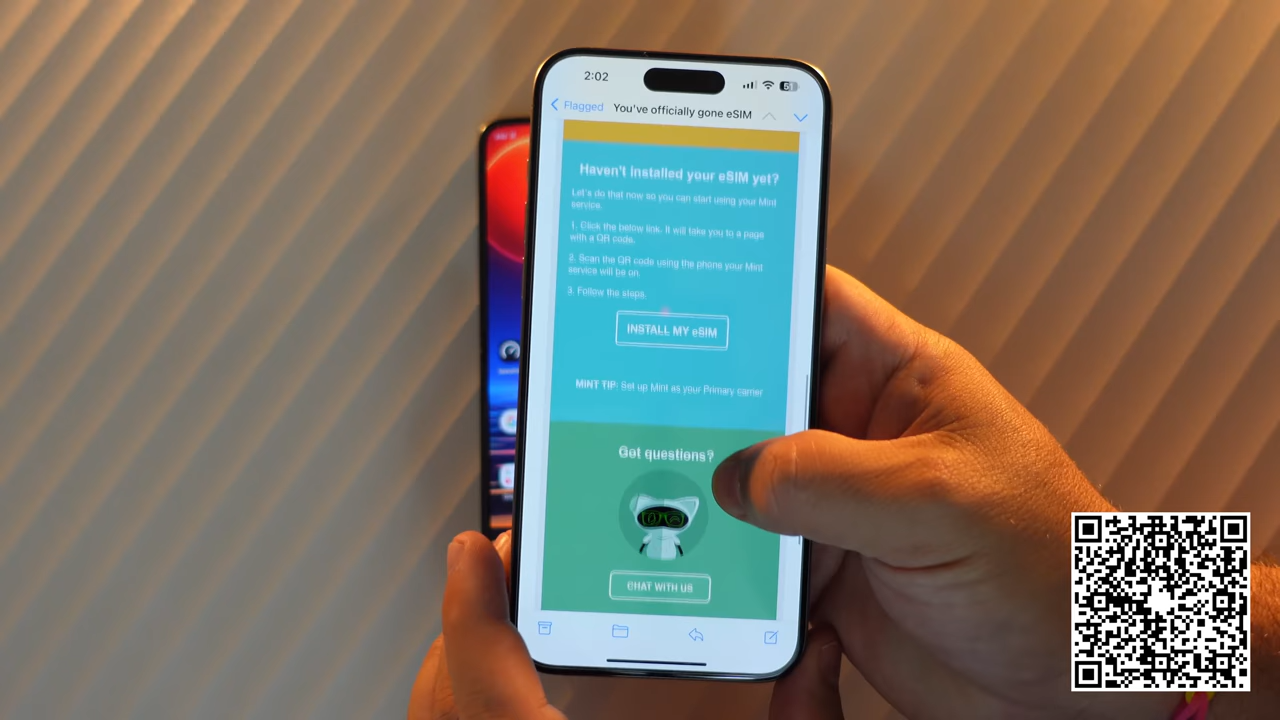 2:02
51
Flagged
You've officially gone eSIM
Haven't installed your eSIM yet?
Let's do that now so you can start using your Mint
service.
1. Click the below link. It will take you to a page
with a QR code.
2. Scan the QR code using the phone your Mint
service will be on.
3. Follow the steps.
INSTALL MY eSIM
MINT TIP: Set up Mint as your Primary carrier
Got questions?
CHAT WITH US